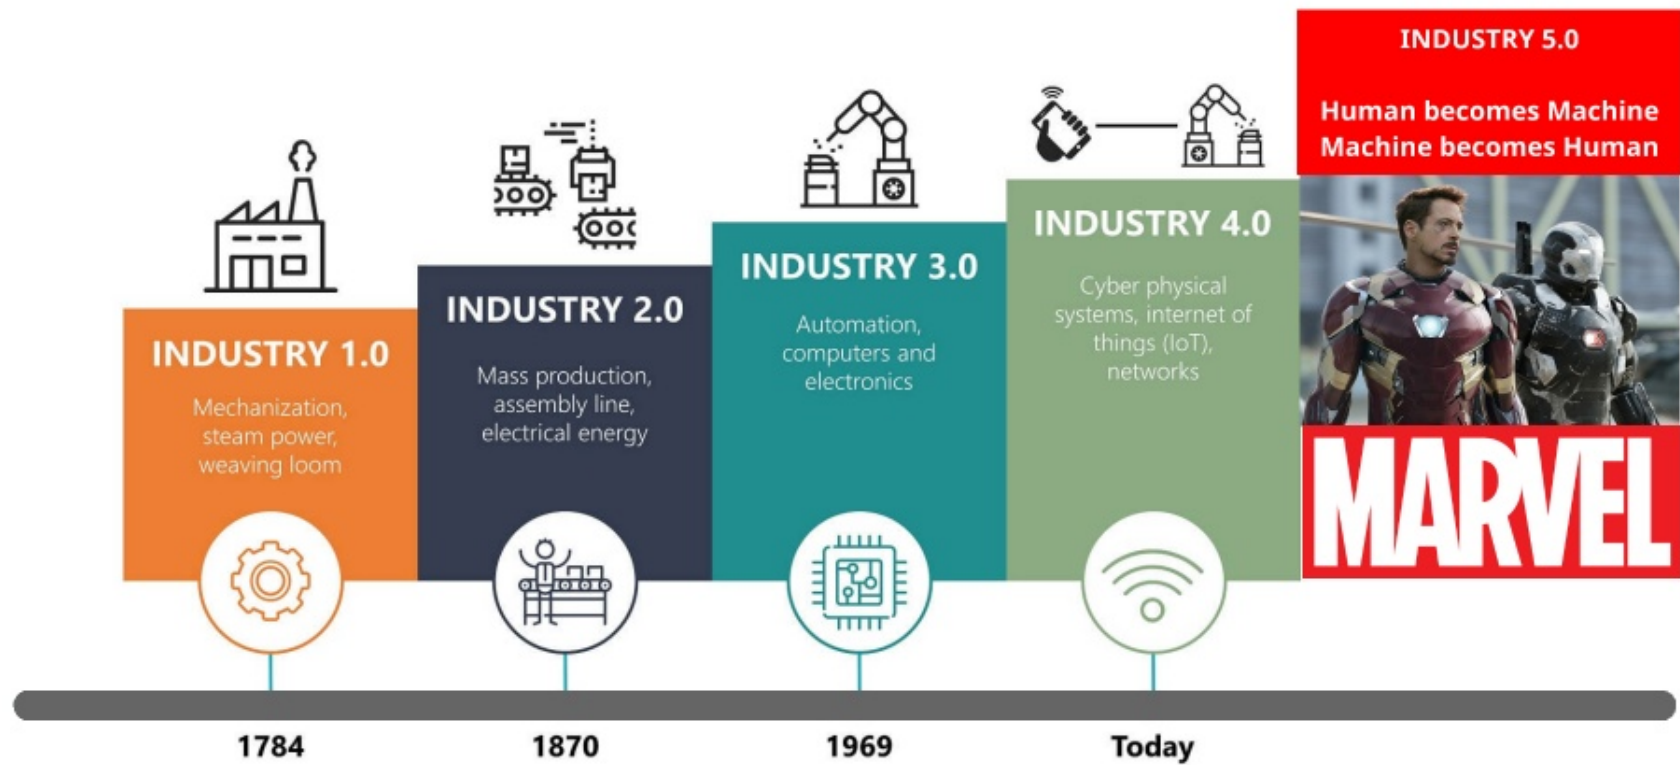 INDUSTRY 1.0
Mechanization,
steam power,
weaving loom
INDUSTRY 2.0
Mass production,
assembly line,
electrical energy
INDUSTRY 3.0
Automation,
computers and
electronics
INDUSTRY 4.0
Cyber physical
systems, internet of
things (IoT),
networks
INDUSTRY 5.0
Human becomes Machine
Machine becomes Human
MARVEL
1784
1870
1969
Today